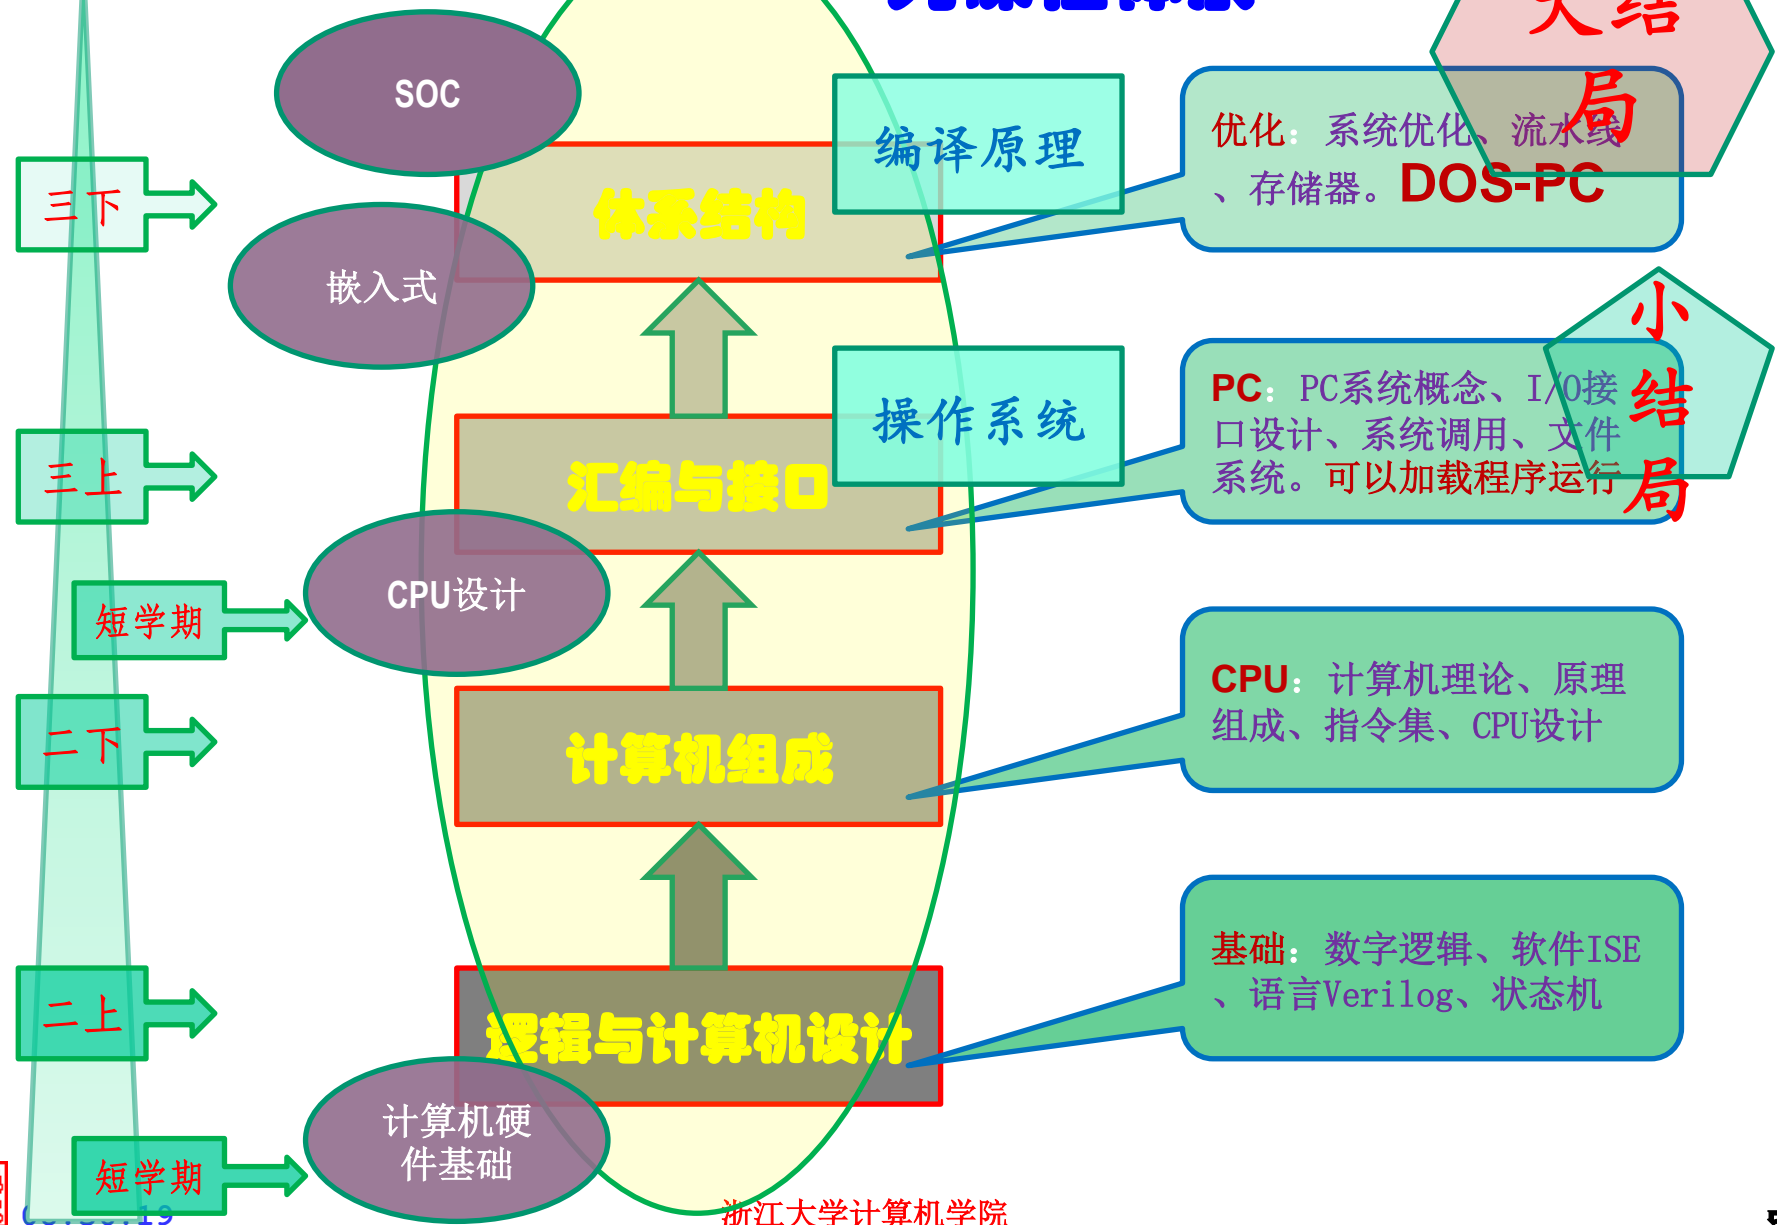 大结
局
SOC
编译原理
优化：系统优化、流水线
、存储器。DOS-PC
三下
体系结构
嵌入式
小
结
局
操作系统
PC：PC系统概念、I/O接
口设计、系统调用、文件
系统。可以加载程序运行
三上
汇编与接口
CPU设计
短学期
CPU：计算机理论、原理
组成、指令集、CPU设计
二下
计算机组成
基础：数字逻辑、软件ISE
、语言Verilog、状态机
二上
逻辑与计算机设计
计算机硬
件基础
短学期
浙江大学计算机学院